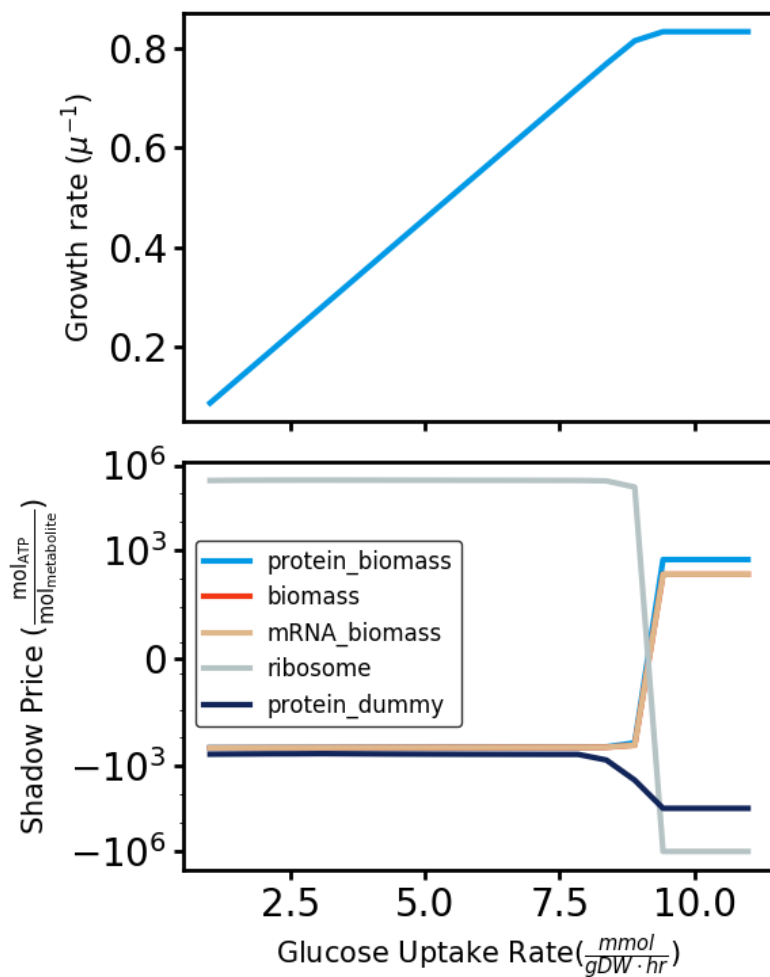 Growth rate (μ⁻¹)
0.8
0.6
0.4
0.2
Shadow Price (mol_ATP / mol_metabolite)
10⁶
10³
0
−10³
−10⁶
protein_biomass
biomass
mRNA_biomass
ribosome
protein_dummy
2.5 5.0 7.5 10.0
Glucose Uptake Rate(mmol / gDW · hr)